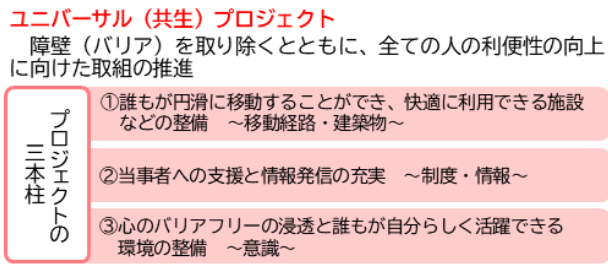 ユニバーサル（共生）プロジェクト
障壁（バリア）を取り除くとともに、全ての人の利便性の向上
に向けた取組の推進
プロジェクトの
三本柱
①誰もが円滑に移動することができ、快適に利用できる施設
などの整備　～移動経路・建築物～
②当事者への支援と情報発信の充実　～制度・情報～
③心のバリアフリーの浸透と誰もが自分らしく活躍できる
環境の整備　～意識～